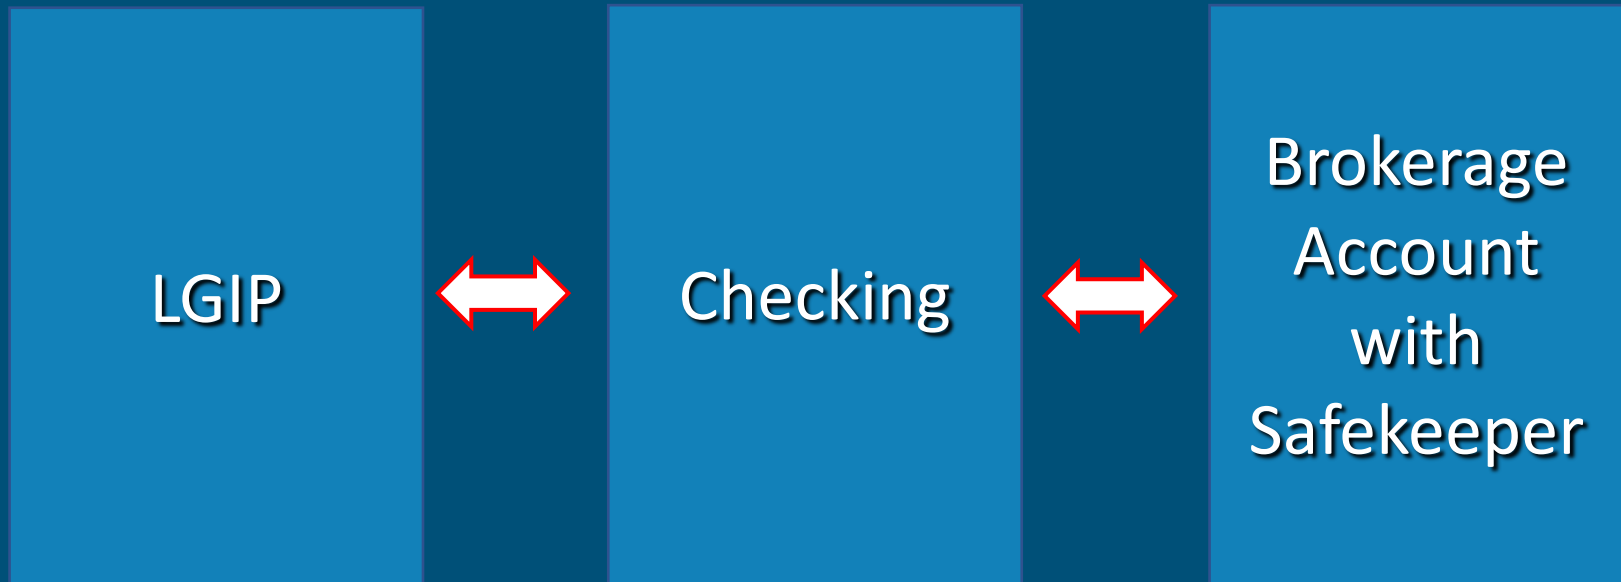 LGIP
Checking
Brokerage
Account
with
Safekeeper